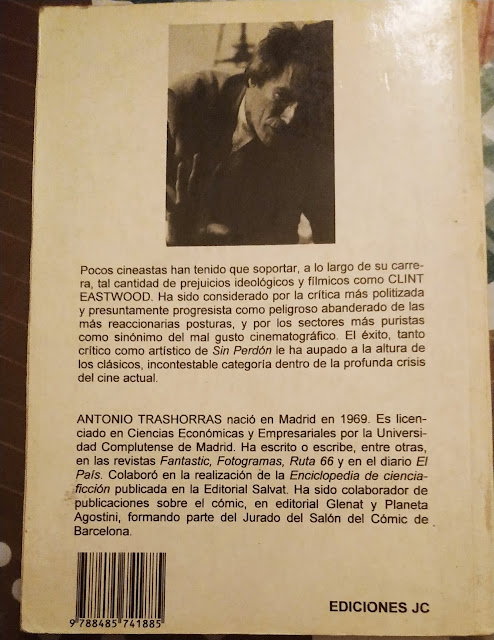 Pocos cineastas han tenido que soportar, a lo largo de su carre-
ra, tal cantidad de prejuicios ideológicos y fílmicos como CLINT
EASTWOOD. Ha sido considerado por la crítica más politizada
y presuntamente progresista como peligroso abanderado de las
más reaccionarias posturas, y por los sectores más puristas
como sinónimo del mal gusto cinematográfico. El éxito, tanto
crítico como artístico de Sin Perdón le ha aupado a la altura de
los clásicos, incontestable categoría dentro de la profunda crisis
del cine actual.
ANTONIO TRASHORRAS nació en Madrid en 1969. Es licen-
ciado en Ciencias Económicas y Empresariales por la Universi-
dad Complutense de Madrid. Ha escrito o escribe, entre otras,
en las revistas Fantastic, Fotogramas, Ruta 66 y en el diario El
País. Colaboró en la realización de la Enciclopedia de ciencia-
ficción publicada en la Editorial Salvat. Ha sido colaborador de
publicaciones sobre el cómic, en editorial Glenat y Planeta
Agostini, formando parte del Jurado del Salón del Cómic de
Barcelona.
9 788485 741885
EDICIONES JC